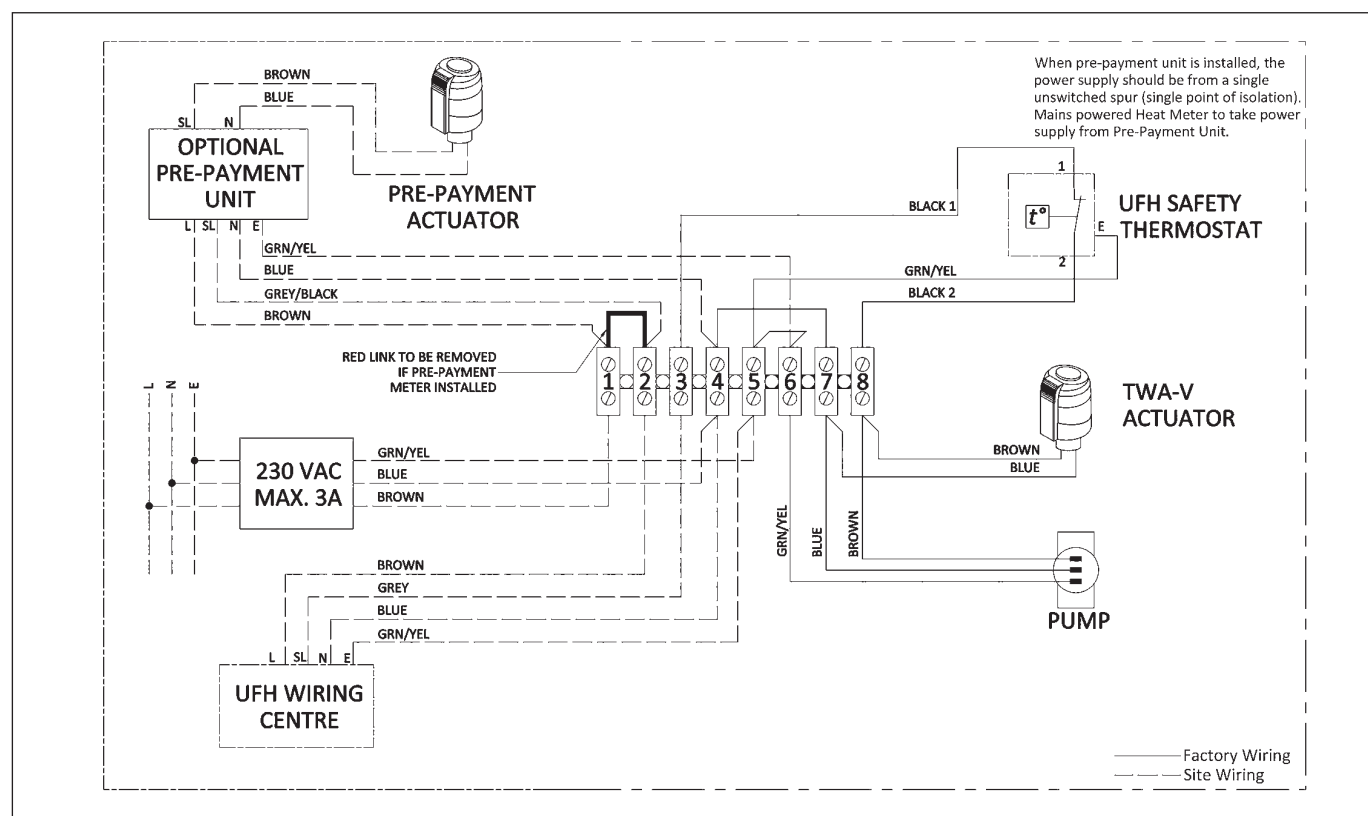 When pre-payment unit is installed, the
power supply should be from a single
unswitched spur (single point of isolation).
Mains powered Heat Meter to take power
supply from Pre-Payment Unit.
BROWN
BLUE
SL N
OPTIONAL
PRE-PAYMENT
UNIT
PRE-PAYMENT
ACTUATOR
L SL N E
GRN/YEL
BLUE
GREY/BLACK
BROWN
1
BLACK 1
t°
UFH SAFETY
THERMOSTAT
E
2
GRN/YEL
BLACK 2
RED LINK TO BE REMOVED
IF PRE-PAYMENT
METER INSTALLED
1 2 3 4 5 6 7 8
TWA-V
ACTUATOR
BROWN
BLUE
L N E
230 VAC
MAX. 3A
GRN/YEL
BLUE
BROWN
GRN/YEL
BLUE
BROWN
PUMP
BROWN
GREY
BLUE
GRN/YEL
L SL N E
UFH WIRING
CENTRE
Factory Wiring
Site Wiring